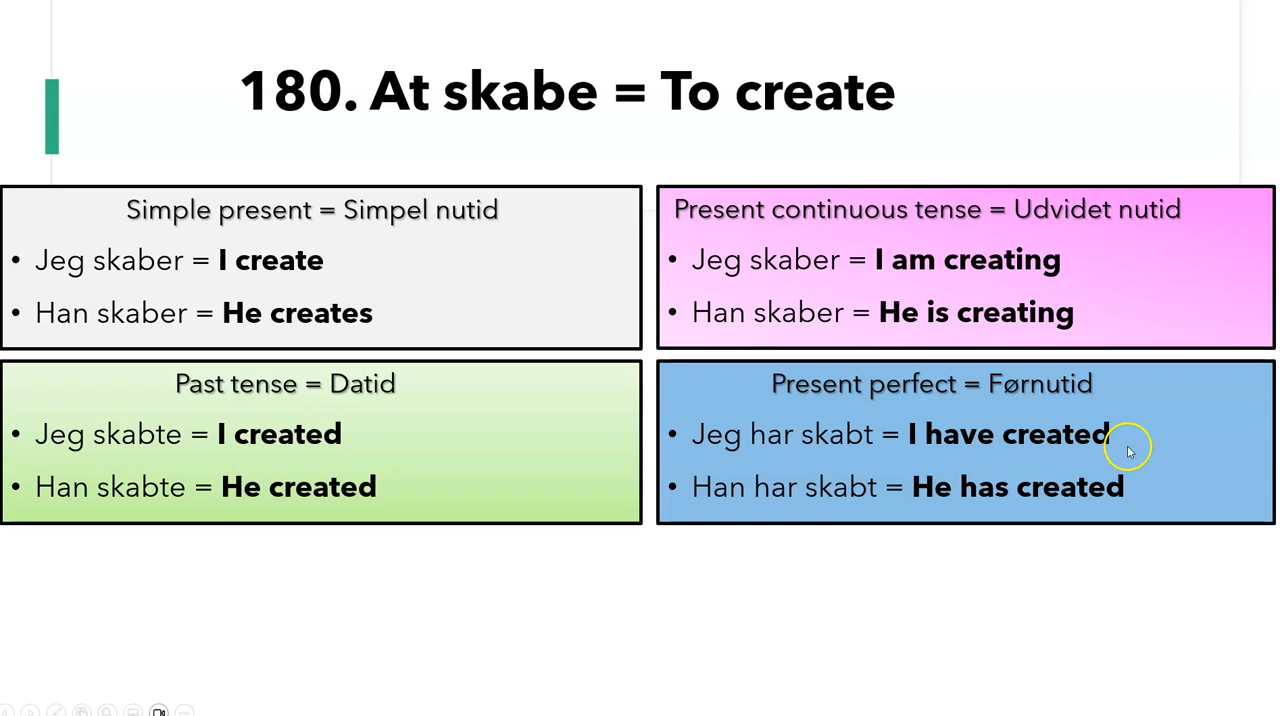 180. At skabe = To create
Simple present = Simpel nutid
• Jeg skaber = I create
• Han skaber = He creates
Present continuous tense = Udvidet nutid
• Jeg skaber = I am creating
• Han skaber = He is creating
Past tense = Datid
• Jeg skabte = I created
• Han skabte = He created
Present perfect = Førnutid
• Jeg har skabt = I have created
• Han har skabt = He has created